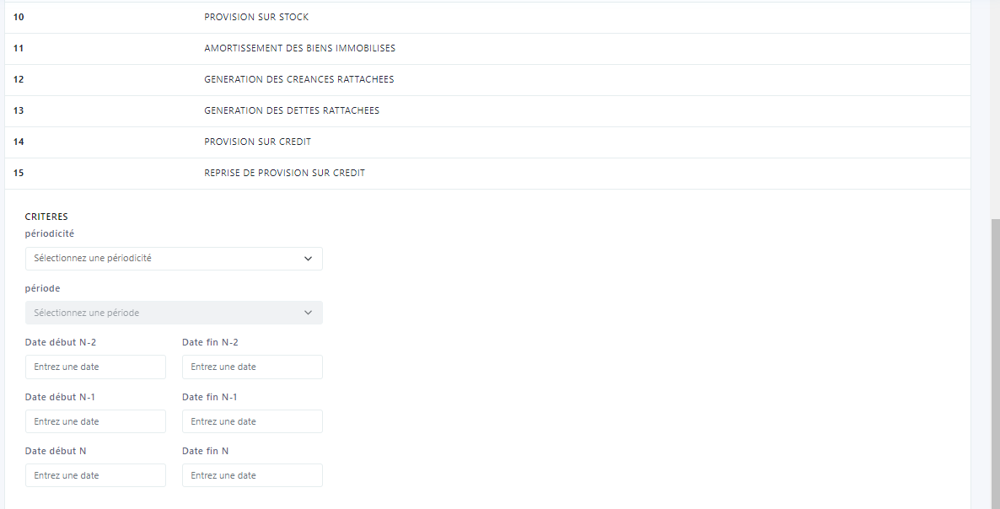 10 PROVISION SUR STOCK
11 AMORTISSEMENT DES BIENS IMMOBILISES
12 GENERATION DES CREANCES RATTACHEES
13 GENERATION DES DETTES RATTACHEES
14 PROVISION SUR CREDIT
15 REPRISE DE PROVISION SUR CREDIT
CRITERES
périodicité
Sélectionnez une périodicité
période
Sélectionnez une période
Date début N-2 Date fin N-2
Entrez une date Entrez une date
Date début N-1 Date fin N-1
Entrez une date Entrez une date
Date début N Date fin N
Entrez une date Entrez une date